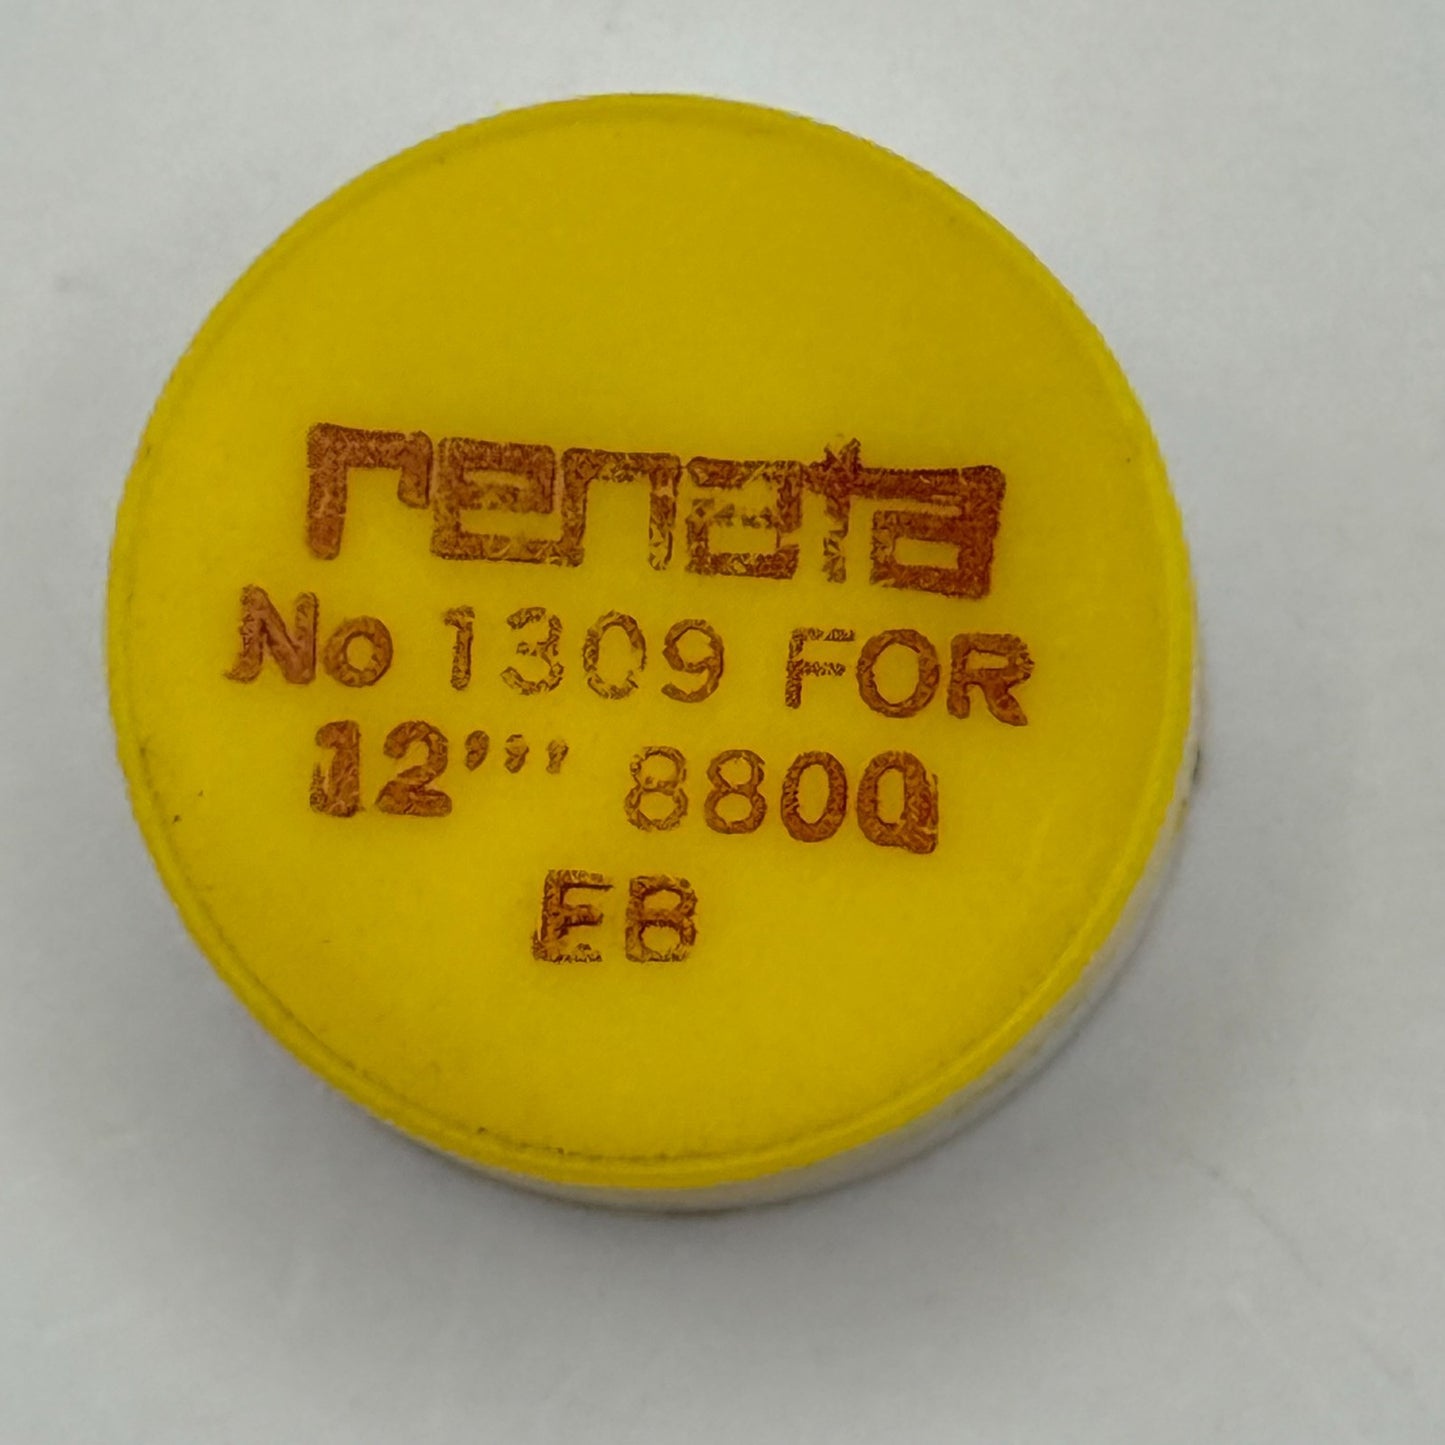 renata
No 1309 FOR
12''' 8800
EB